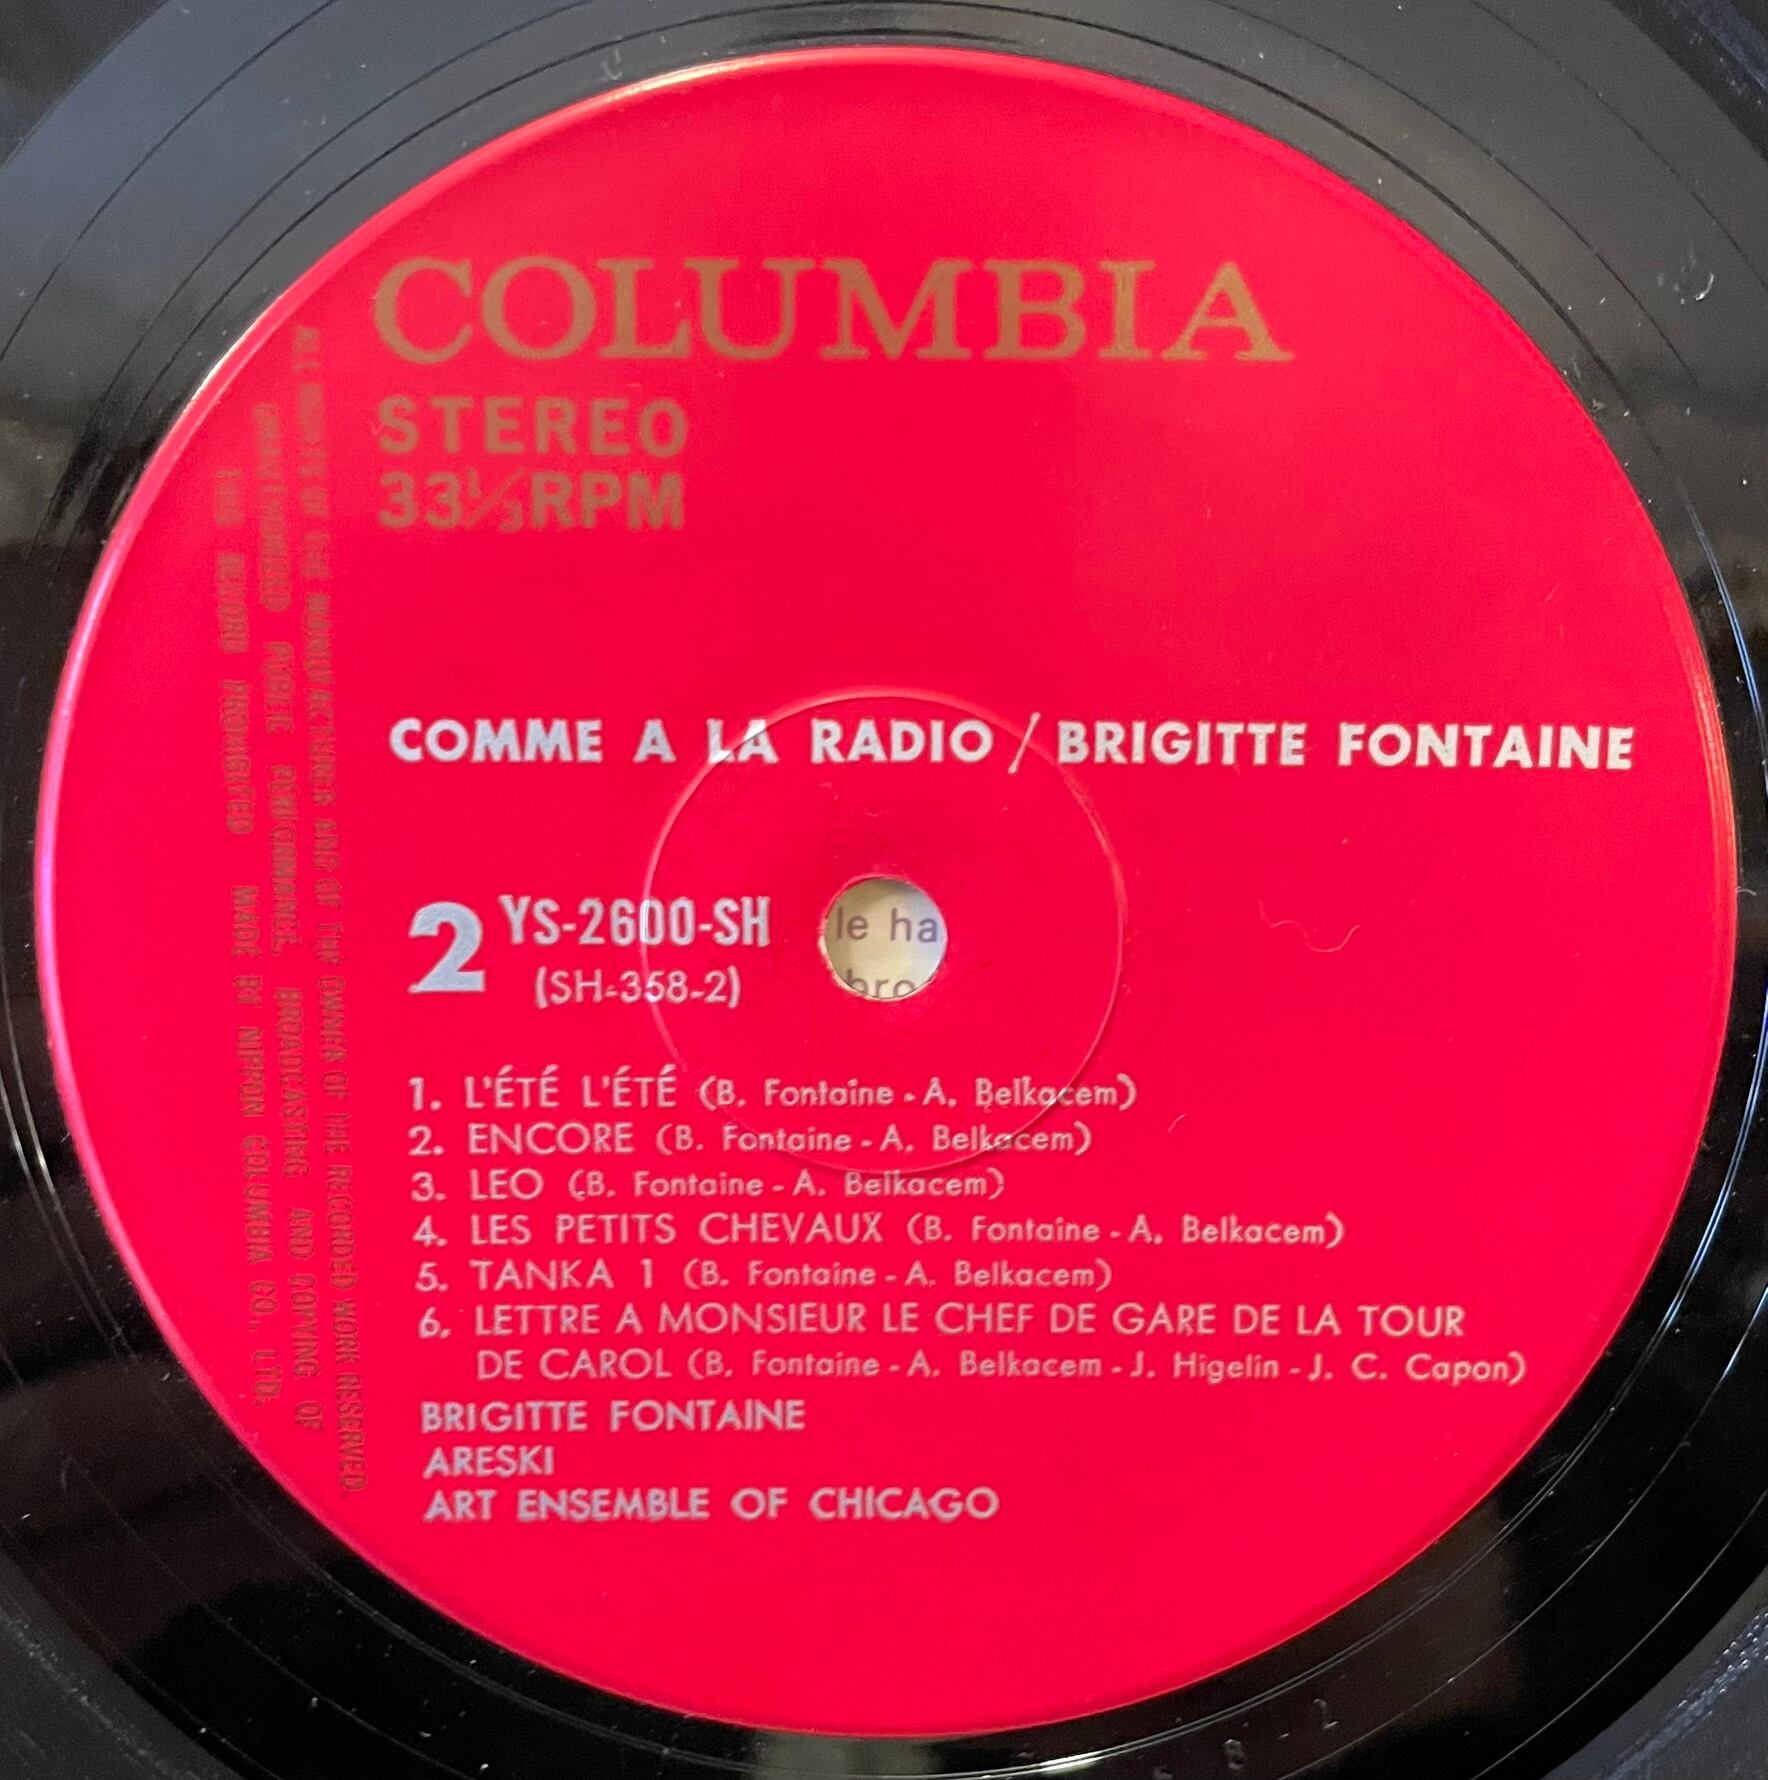 COLUMBIA
STEREO
33⅓RPM
COMME A LA RADIO / BRIGITTE FONTAINE
2 YS-2600-SH
(SH-358-2)
le ha
bro
1. L'ÉTÉ L'ÉTÉ (B. Fontaine - A. Belkacem)
2. ENCORE (B. Fontaine - A. Belkacem)
3. LEO (B. Fontaine - A. Belkacem)
4. LES PETITS CHEVAUX (B. Fontaine - A. Belkacem)
5. TANKA 1 (B. Fontaine - A. Belkacem)
6. LETTRE A MONSIEUR LE CHEF DE GARE DE LA TOUR
DE CAROL (B. Fontaine - A. Belkacem - J. Higelin - J. C. Capon)
BRIGITTE FONTAINE
ARESKI
ART ENSEMBLE OF CHICAGO
ALL RIGHTS OF THE MANUFACTURER AND OF THE OWNER OF THE RECORDED WORK RESERVED.
UNAUTHORIZED PUBLIC PERFORMANCE, BROADCASTING AND COPYING OF
THIS RECORD PROHIBITED. MADE BY NIPPON COLUMBIA CO., LTD.